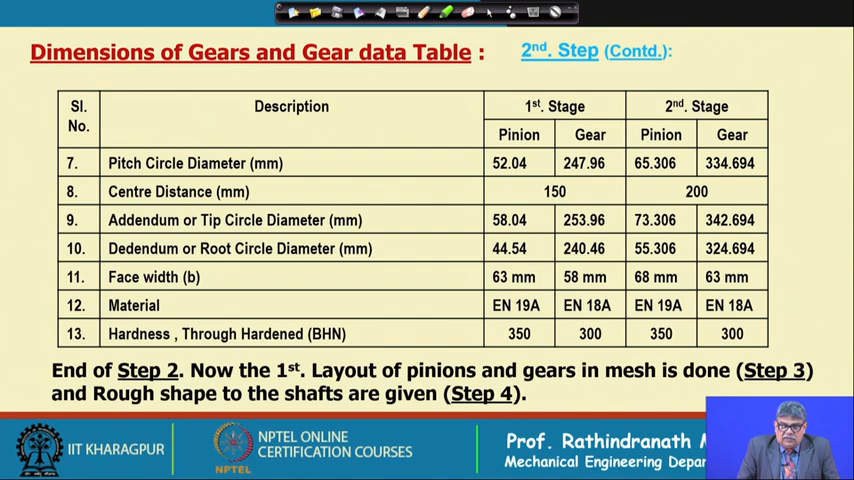 Dimensions of Gears and Gear data Table : 2nd. Step (Contd.):
Sl. No. Description 1st. Stage 2nd. Stage
Pinion Gear Pinion Gear
7. Pitch Circle Diameter (mm) 52.04 247.96 65.306 334.694
8. Centre Distance (mm) 150 200
9. Addendum or Tip Circle Diameter (mm) 58.04 253.96 73.306 342.694
10. Dedendum or Root Circle Diameter (mm) 44.54 240.46 55.306 324.694
11. Face width (b) 63 mm 58 mm 68 mm 63 mm
12. Material EN 19A EN 18A EN 19A EN 18A
13. Hardness , Through Hardened (BHN) 350 300 350 300
End of Step 2. Now the 1st. Layout of pinions and gears in mesh is done (Step 3)
and Rough shape to the shafts are given (Step 4).
IIT KHARAGPUR
NPTEL
NPTEL ONLINE
CERTIFICATION COURSES
Prof. Rathindranath
Mechanical Engineering